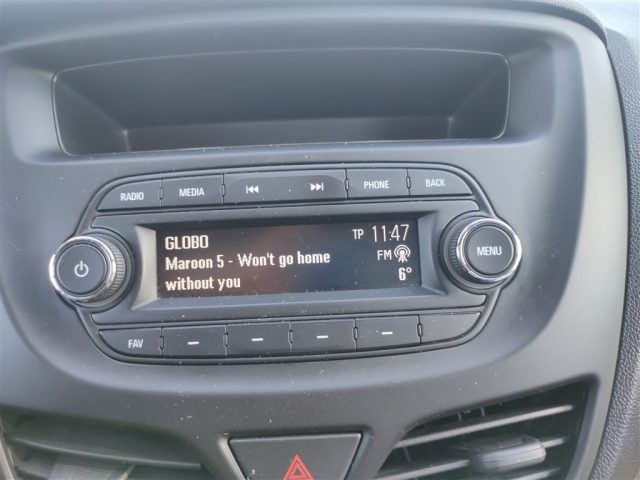 RADIO MEDIA PHONE BACK
GLOBO TP 11:47
Maroon 5 - Won't go home FM
without you 6°
MENU
FAV